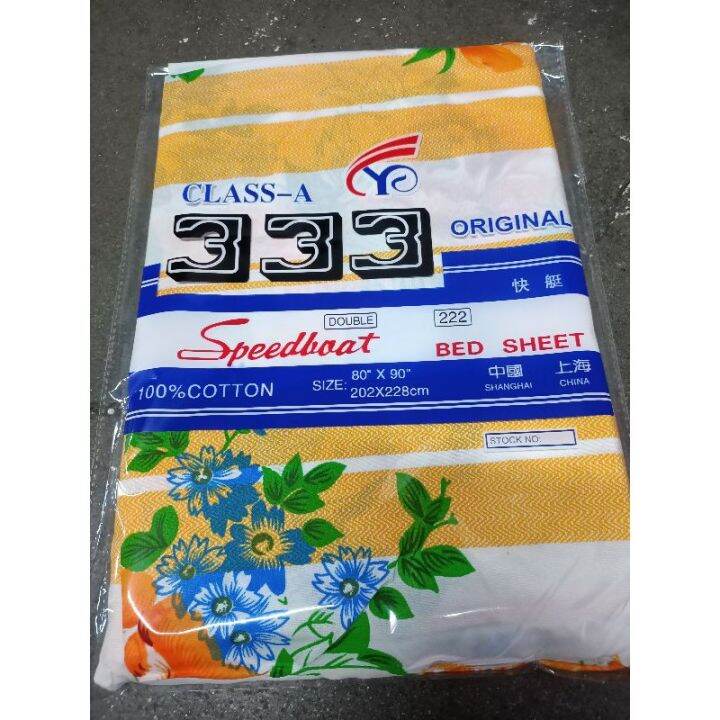 CLASS-A
333
ORIGINAL
快艇
DOUBLE
222
Speedboat
BED SHEET
100%COTTON
SIZE: 80" X 90"
202X228cm
中國 上海
SHANGHAI CHINA
STOCK NO: